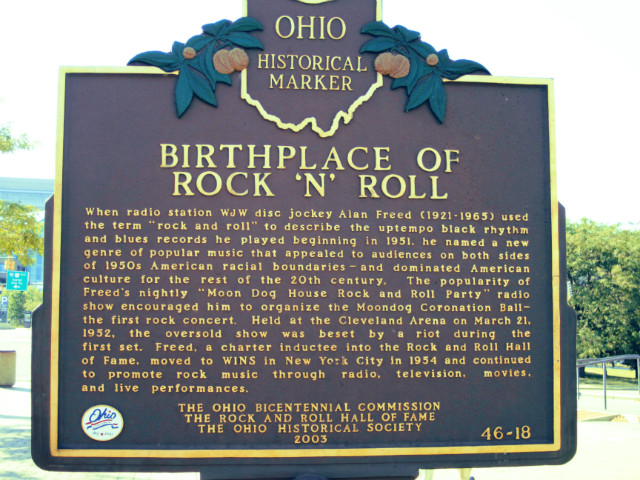 OHIO
HISTORICAL
MARKER
BIRTHPLACE OF
ROCK 'N' ROLL
When radio station WJW disc jockey Alan Freed (1921-1965) used
the term "rock and roll" to describe the uptempo black rhythm
and blues records he played beginning in 1951, he named a new
genre of popular music that appealed to audiences on both sides
of 1950s American racial boundaries–and dominated American
culture for the rest of the 20th century. The popularity of
Freed's nightly "Moon Dog House Rock and Roll Party" radio
show encouraged him to organize the Moondog Coronation Ball–
the first rock concert. Held at the Cleveland Arena on March 21,
1952, the oversold show was beset by a riot during the
first set. Freed, a charter inductee into the Rock and Roll Hall
of Fame, moved to WINS in New York City in 1954 and continued
to promote rock music through radio, television, movies,
and live performances.
THE OHIO BICENTENNIAL COMMISSION
THE ROCK AND ROLL HALL OF FAME
THE OHIO HISTORICAL SOCIETY
2003
46-18
Ohio